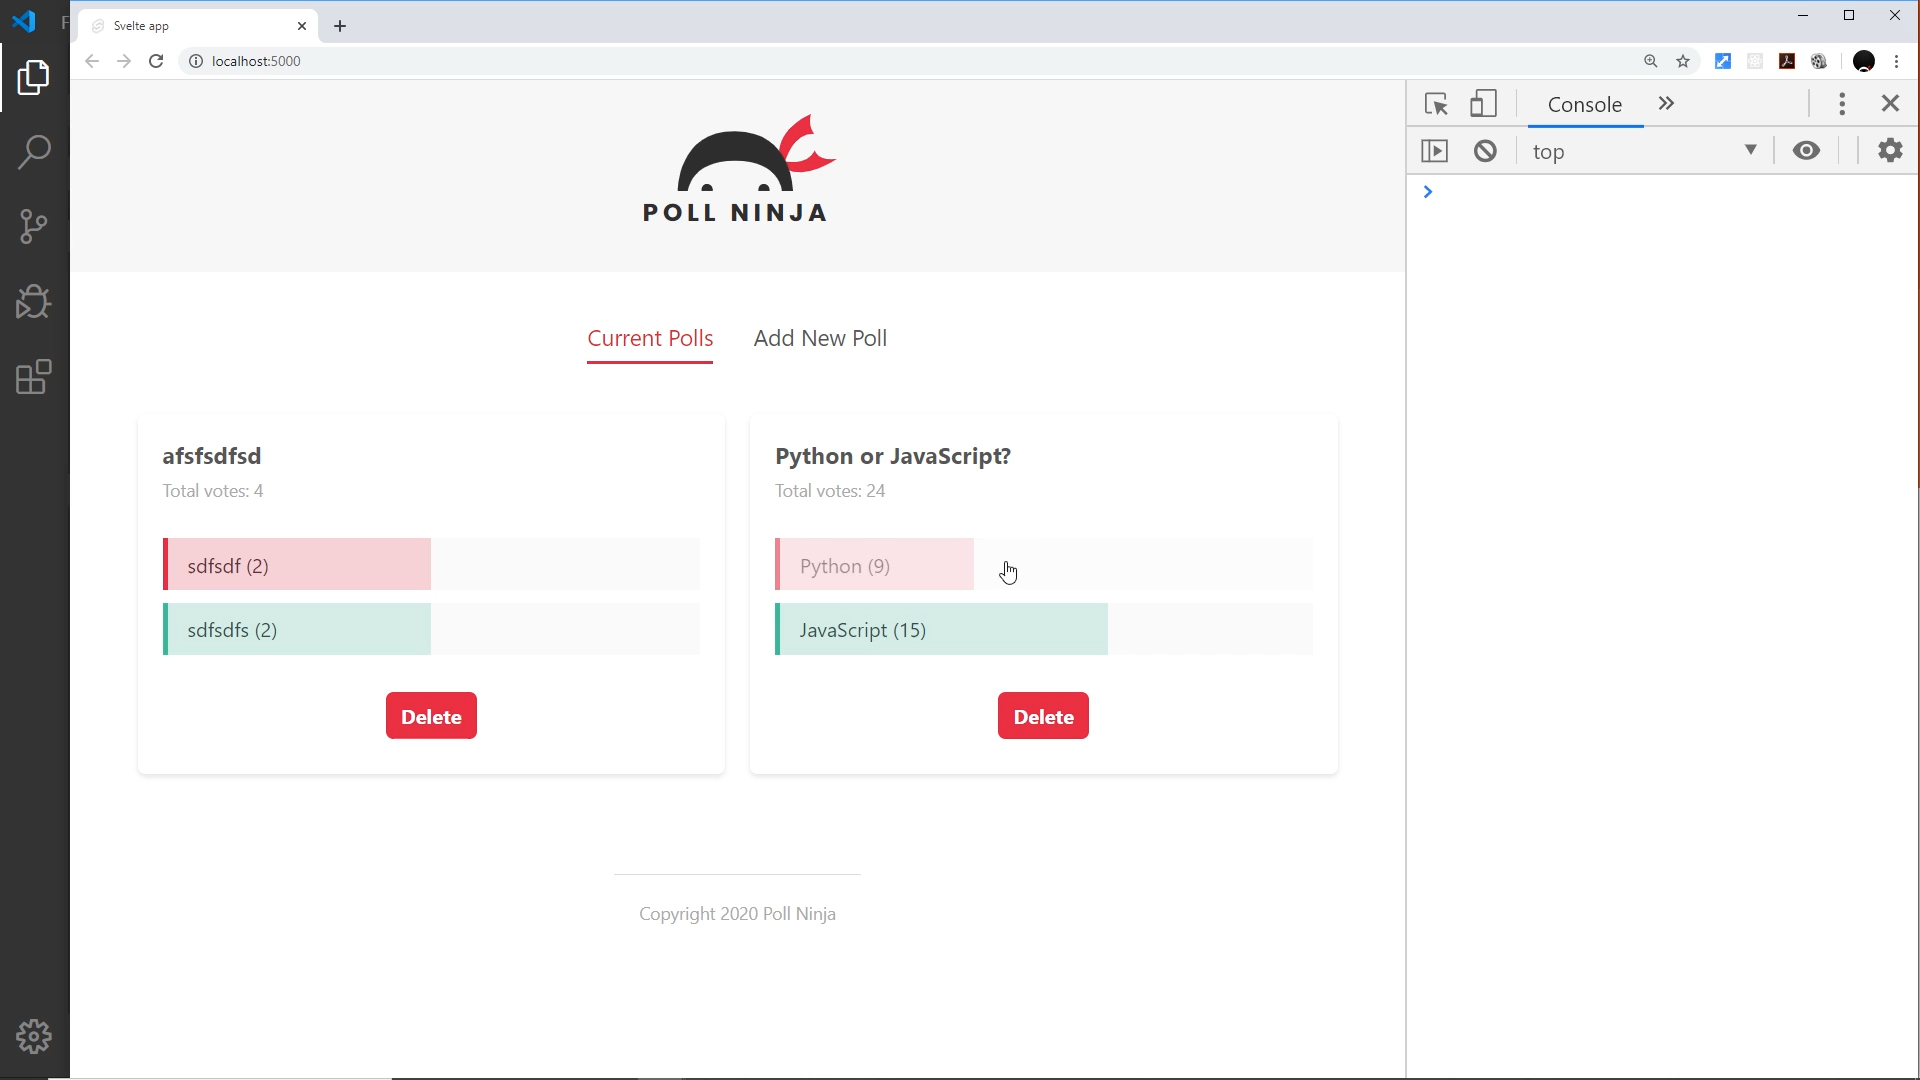 F
Svelte app
localhost:5000
Console
top
POLL NINJA
Current Polls
Add New Poll
afsfsdfsd
Total votes: 4
sdfsdf (2)
sdfsdfs (2)
Delete
Python or JavaScript?
Total votes: 24
Python (9)
JavaScript (15)
Delete
Copyright 2020 Poll Ninja